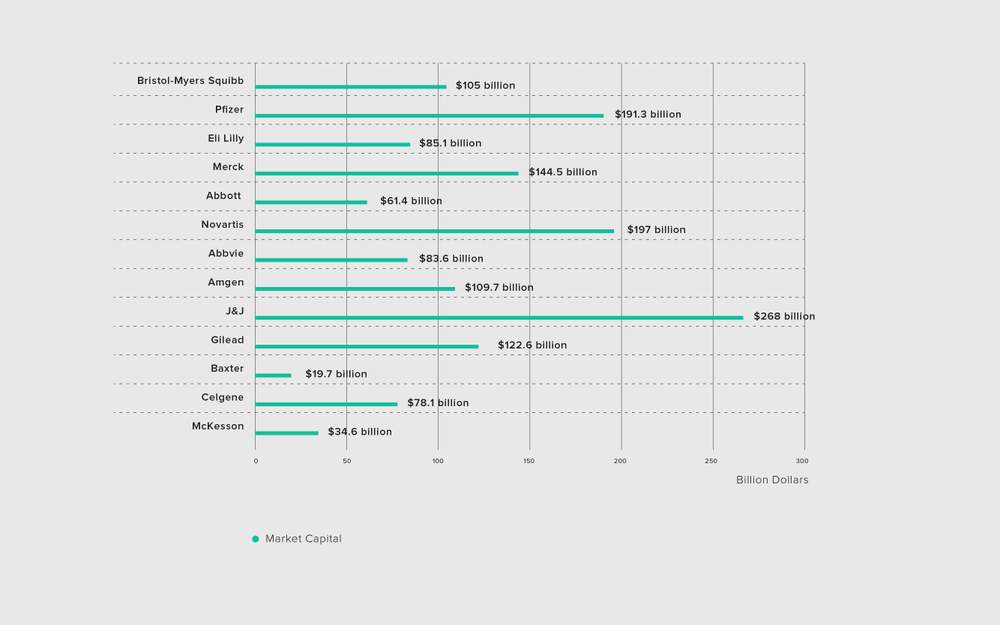 Bristol-Myers Squibb $105 billion
Pfizer $191.3 billion
Eli Lilly $85.1 billion
Merck $144.5 billion
Abbott $61.4 billion
Novartis $197 billion
Abbvie $83.6 billion
Amgen $109.7 billion
J&J $268 billion
Gilead $122.6 billion
Baxter $19.7 billion
Celgene $78.1 billion
McKesson $34.6 billion
0 50 100 150 200 250 300
Billion Dollars
Market Capital